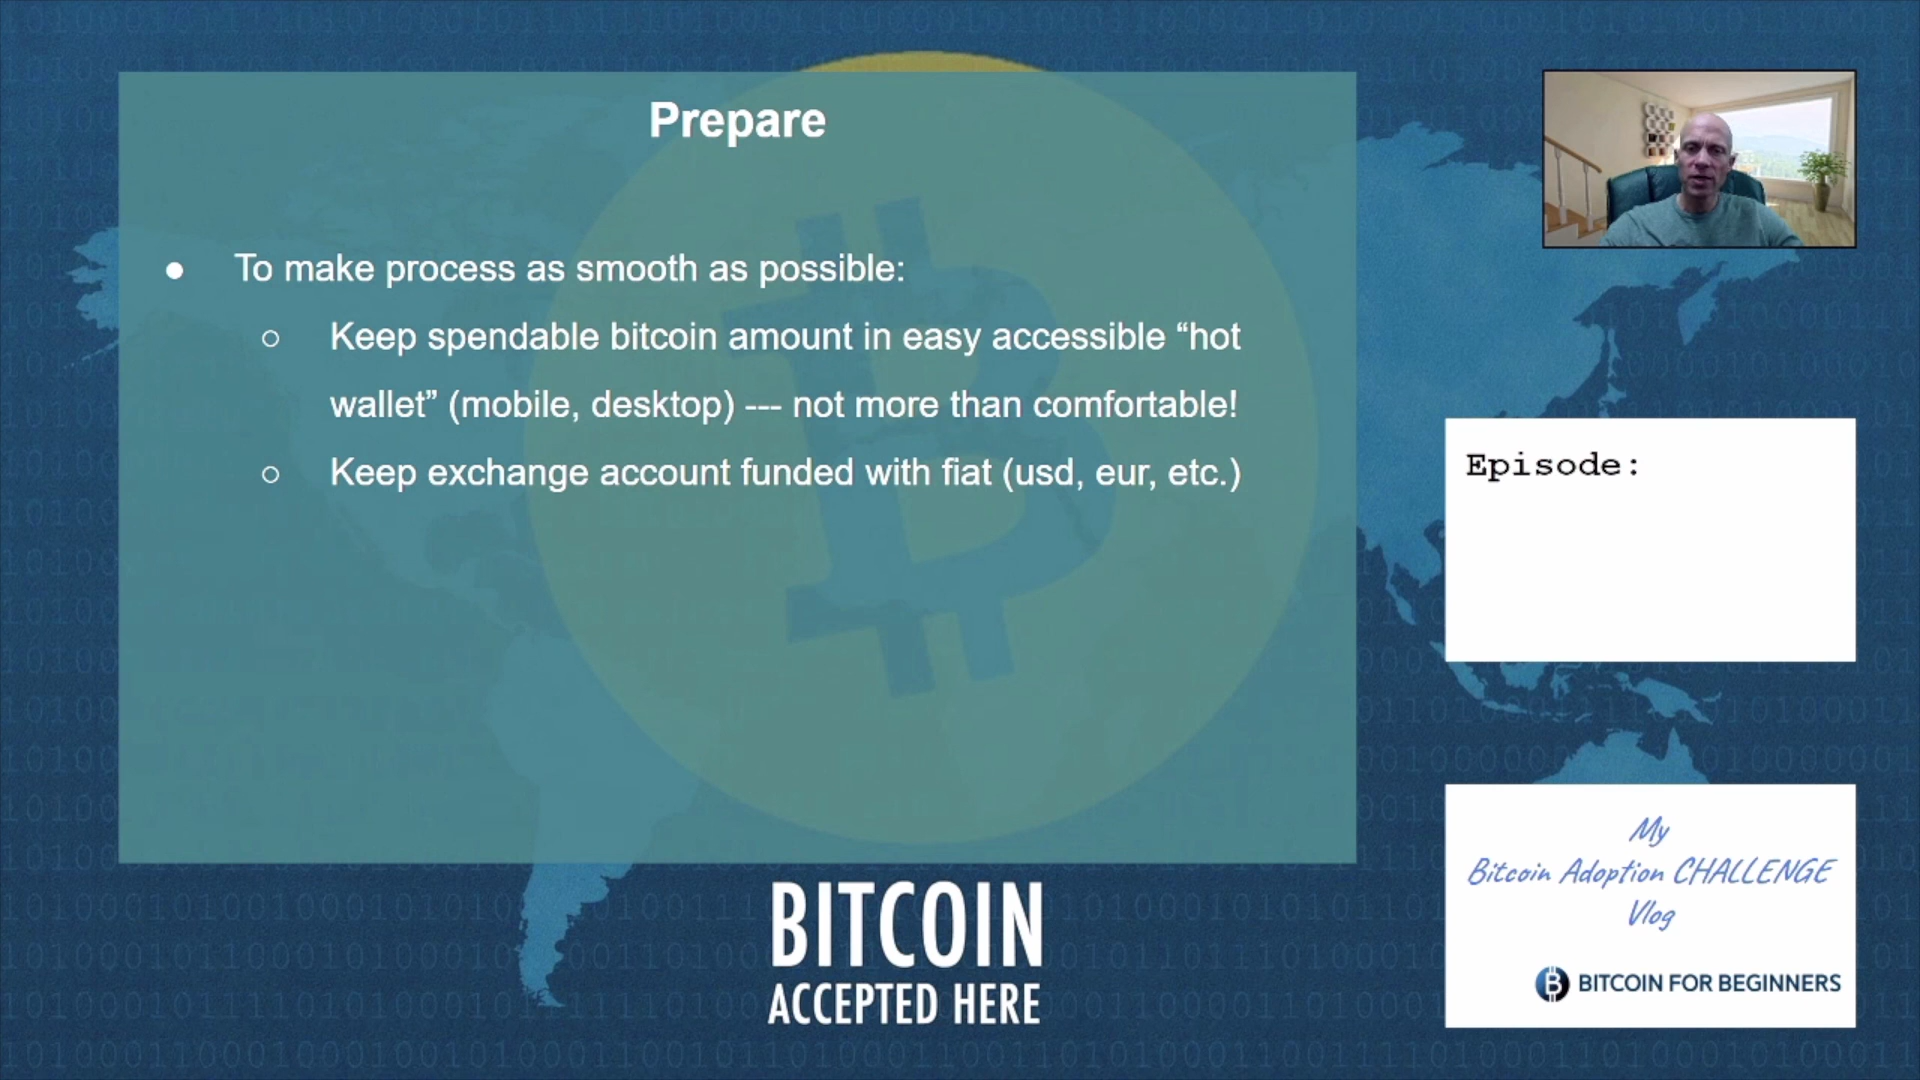 Prepare
● To make process as smooth as possible:
○ Keep spendable bitcoin amount in easy accessible “hot
wallet” (mobile, desktop) --- not more than comfortable!
○ Keep exchange account funded with fiat (usd, eur, etc.)
Episode:
My
Bitcoin Adoption CHALLENGE
Vlog
BITCOIN FOR BEGINNERS
BITCOIN
ACCEPTED HERE